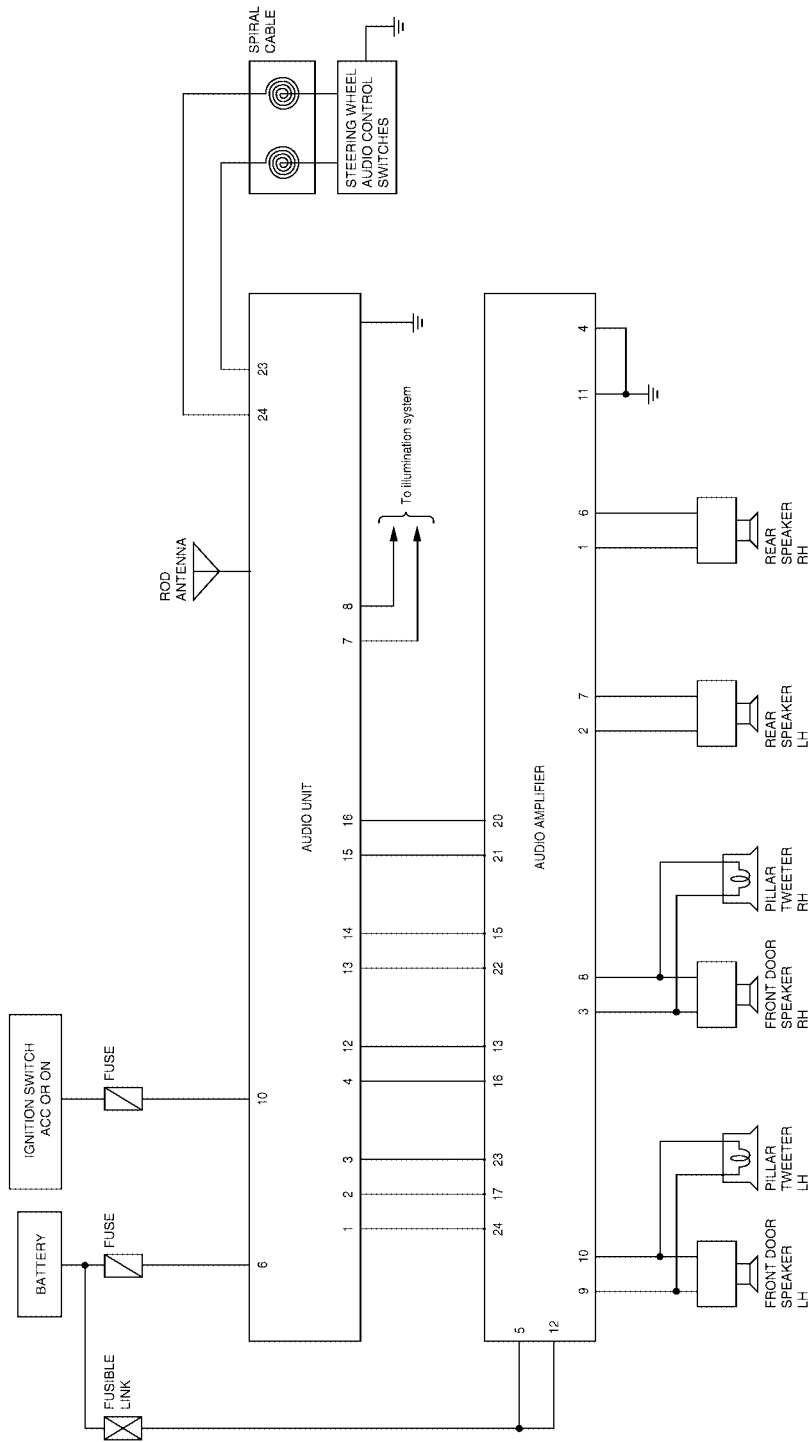 IGNITION SWITCH
ACC OR ON
BATTERY
FUSE
FUSE
FUSIBLE
LINK
ROD
ANTENNA
SPIRAL
CABLE
STEERING WHEEL
AUDIO CONTROL
SWITCHES
6
10
24
23
AUDIO UNIT
1
2
3
4
12
13
14
15
16
7
8
To illumination system
24
17
23
16
13
22
15
21
20
5
12
AUDIO AMPLIFIER
9
10
3
8
2
7
1
6
11
4
FRONT DOOR
SPEAKER
LH
PILLAR
TWEETER
LH
FRONT DOOR
SPEAKER
RH
PILLAR
TWEETER
RH
REAR
SPEAKER
LH
REAR
SPEAKER
RH